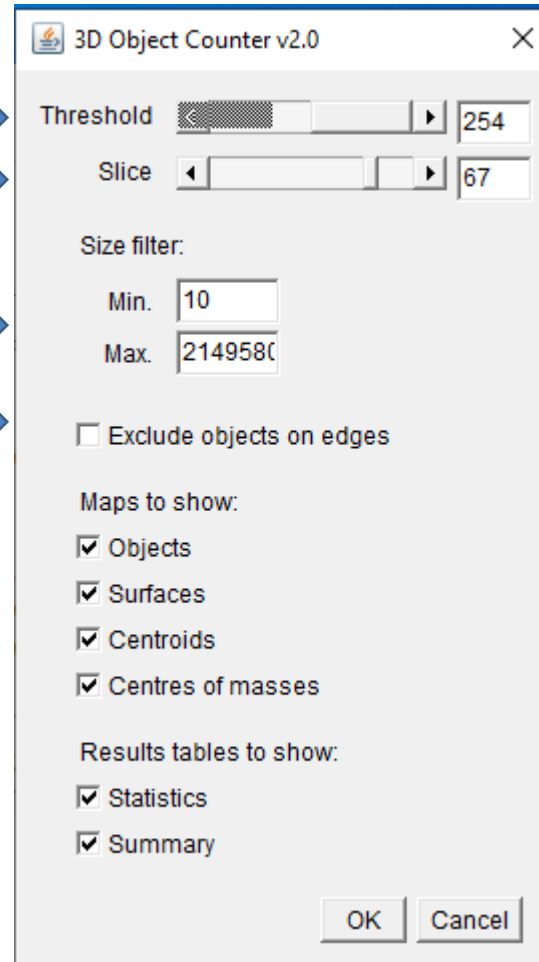 3D Object Counter v2.0
Threshold 254
Slice 67
Size filter:
Min. 10
Max. 2149580
Exclude objects on edges
Maps to show:
Objects
Surfaces
Centroids
Centres of masses
Results tables to show:
Statistics
Summary
OK Cancel